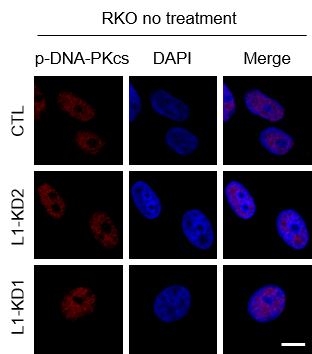 RKO no treatment
p-DNA-PKcs DAPI Merge
CTL
L1-KD2
L1-KD1